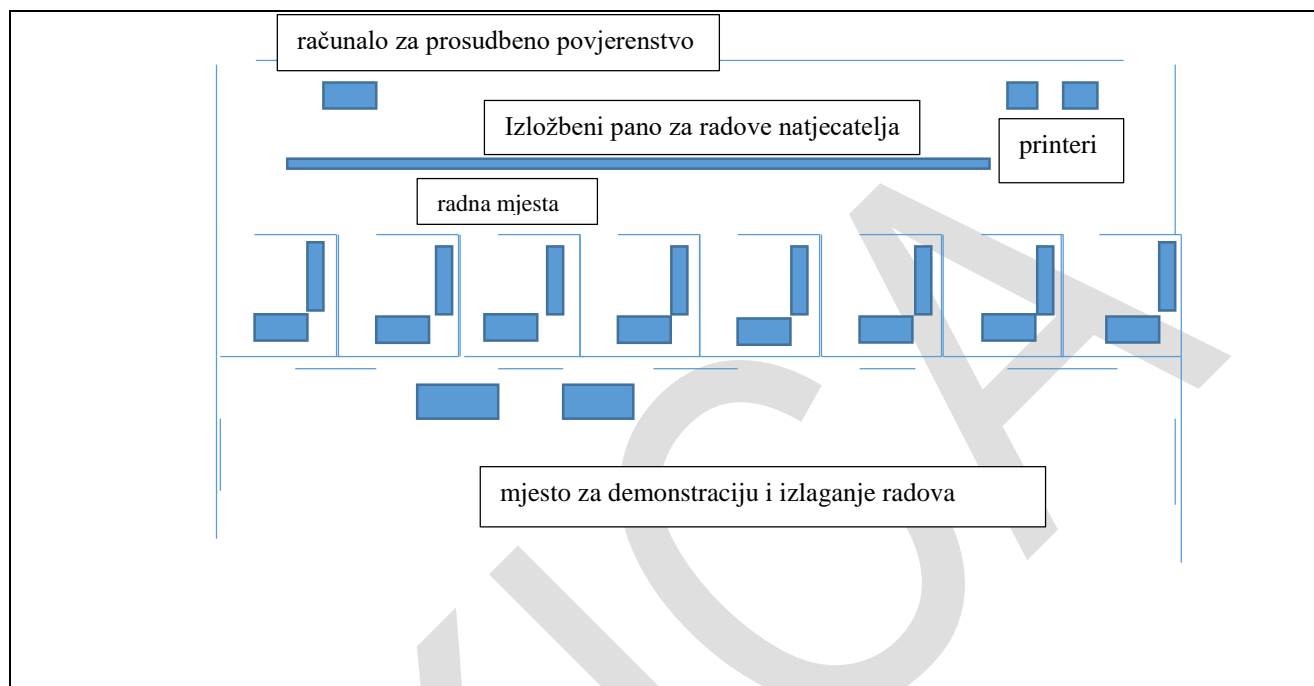 računalo za prosudbeno povjerenstvo
Izložbeni pano za radove natjecatelja
printeri
radna mjesta
mjesto za demonstraciju i izlaganje radova